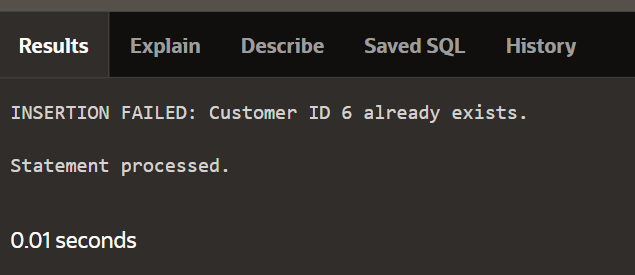 Results Explain Describe Saved SQL History
INSERTION FAILED: Customer ID 6 already exists.
Statement processed.
0.01 seconds